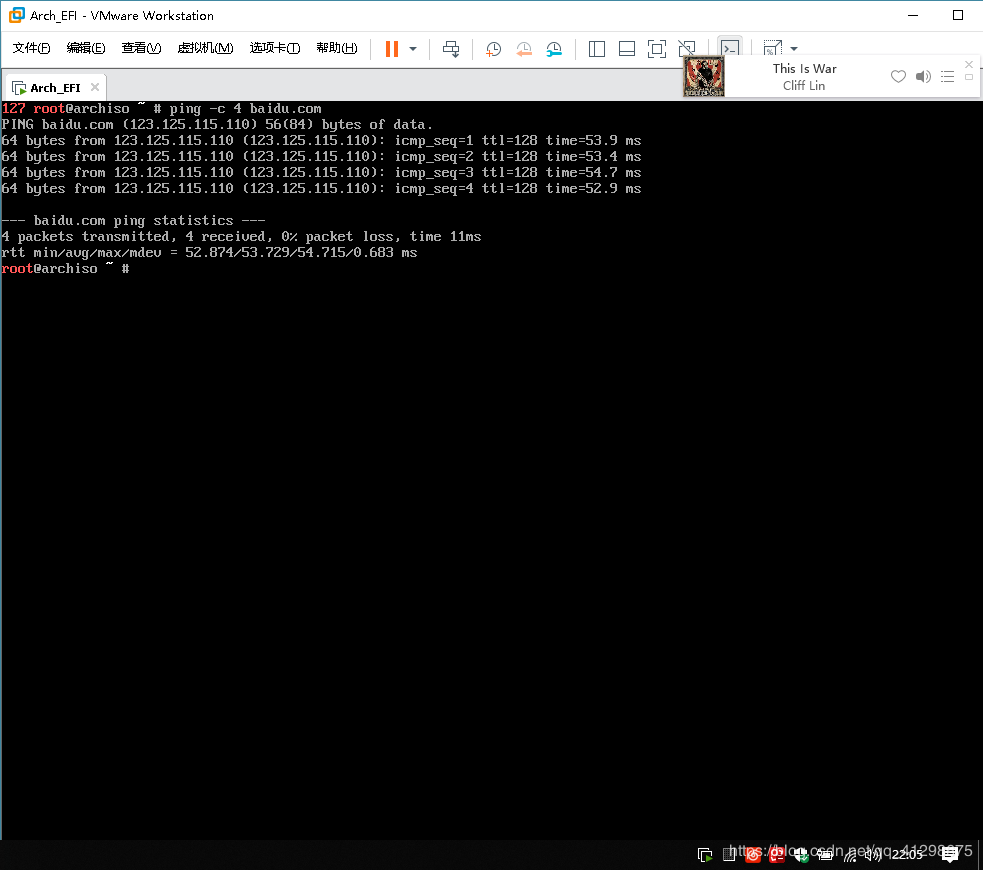 Arch_EFI - VMware Workstation
文件(F) 编辑(E) 查看(V) 虚拟机(M) 选项卡(T) 帮助(H)
This Is War
Cliff Lin
Arch_EFI
127 root@archiso ~ # ping -c 4 baidu.com
PING baidu.com (123.125.115.110) 56(84) bytes of data.
64 bytes from 123.125.115.110 (123.125.115.110): icmp_seq=1 ttl=128 time=53.9 ms
64 bytes from 123.125.115.110 (123.125.115.110): icmp_seq=2 ttl=128 time=53.4 ms
64 bytes from 123.125.115.110 (123.125.115.110): icmp_seq=3 ttl=128 time=54.7 ms
64 bytes from 123.125.115.110 (123.125.115.110): icmp_seq=4 ttl=128 time=52.9 ms
--- baidu.com ping statistics ---
4 packets transmitted, 4 received, 0% packet loss, time 11ms
rtt min/avg/max/mdev = 52.874/53.729/54.715/0.683 ms
root@archiso ~ #
https://blog.csdn.net/qq_41298675
22:05